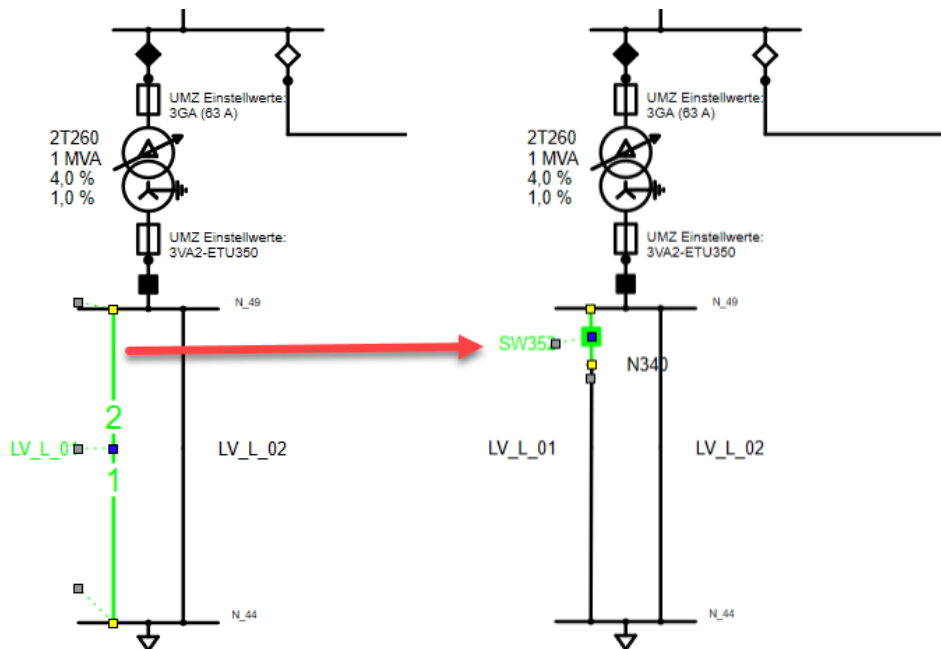 UMZ Einstellwerte:
3GA (63 A)
2T260
1 MVA
4,0 %
1,0 %
UMZ Einstellwerte:
3VA2-ETU350
N_49
2
LV_L_01
LV_L_02
1
N_44
UMZ Einstellwerte:
3GA (63 A)
2T260
1 MVA
4,0 %
1,0 %
UMZ Einstellwerte:
3VA2-ETU350
N_49
SW352
N340
LV_L_01
LV_L_02
N_44